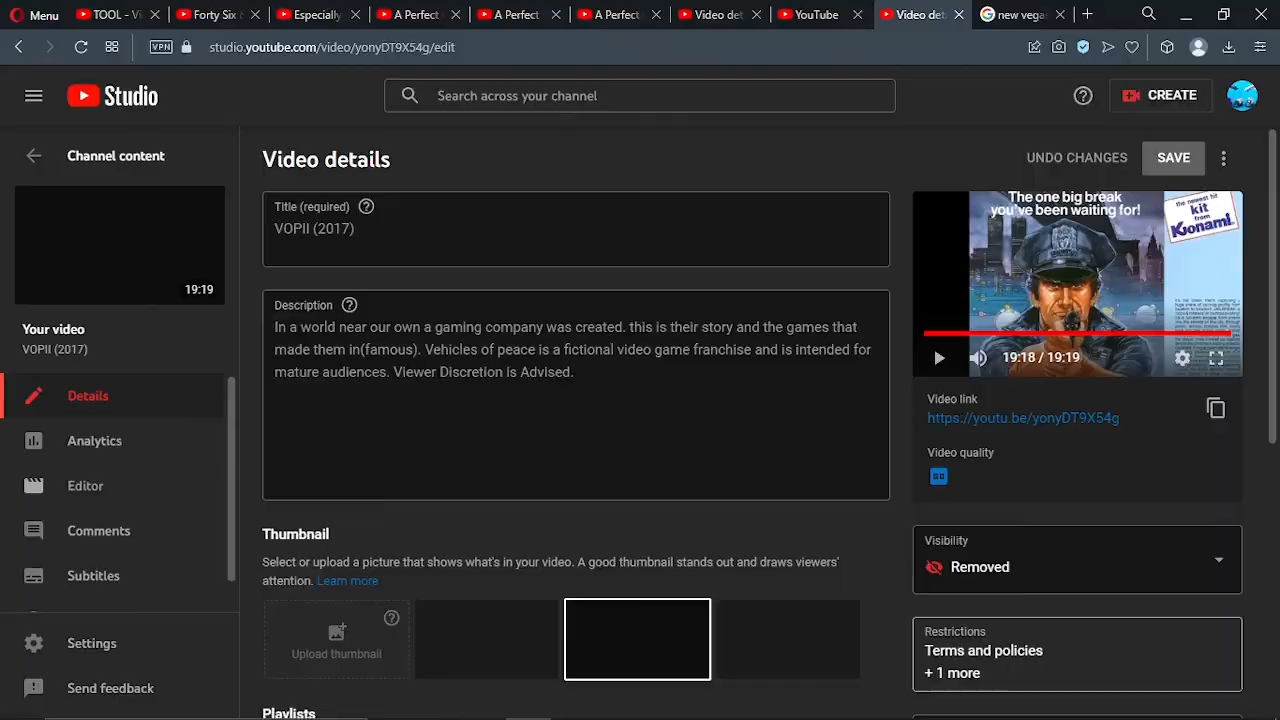 Menu
TOOL - Vi
Forty Six &
Especially
A Perfect
A Perfect
A Perfect
Video det
YouTube
Video det
new vega
VPN
studio.youtube.com/video/yonyDT9X54g/edit
Studio
Search across your channel
CREATE
Channel content
19:19
Your video
VOPII (2017)
Details
Analytics
Editor
Comments
Subtitles
Settings
Send feedback
Video details
UNDO CHANGES
SAVE
Title (required)
VOPII (2017)
Description
In a world near our own a gaming company was created. this is their story and the games that
made them in(famous). Vehicles of peace is a fictional video game franchise and is intended for
mature audiences. Viewer Discretion is Advised.
Thumbnail
Select or upload a picture that shows what's in your video. A good thumbnail stands out and draws viewers'
attention. Learn more
Upload thumbnail
Playlists
The one big break
you've been waiting for!
the newest hit
kit
from
Konami
19:18 / 19:19
Video link
https://youtu.be/yonyDT9X54g
Video quality
SD
Visibility
Removed
Restrictions
Terms and policies
+ 1 more